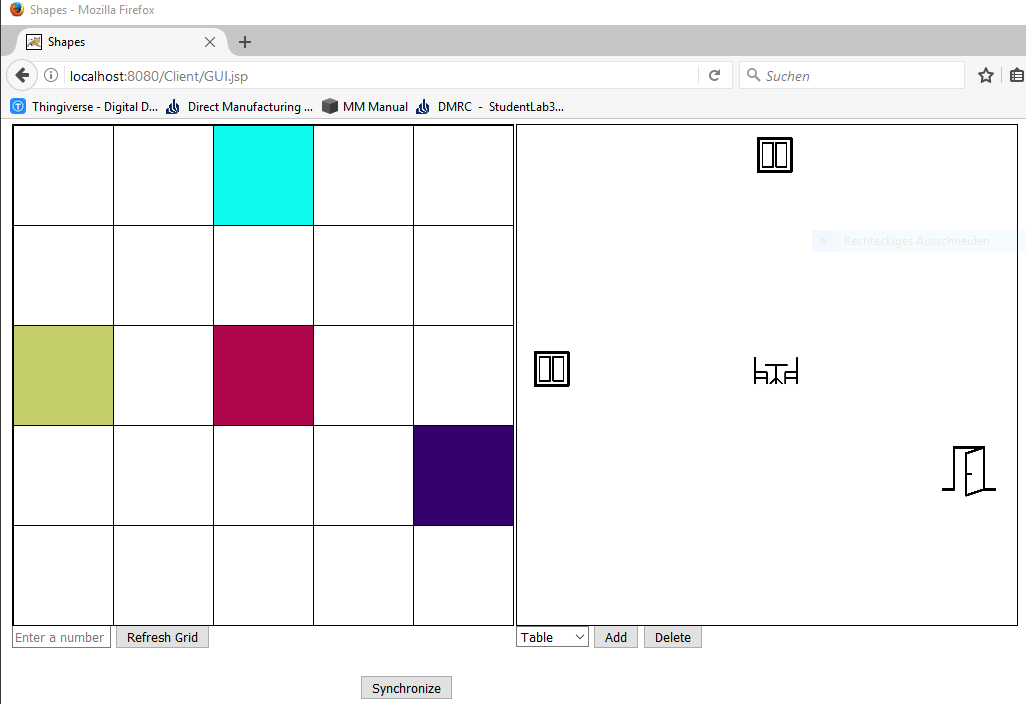 Shapes - Mozilla Firefox
Shapes
localhost:8080/Client/GUI.jsp
Suchen
Thingiverse - Digital D... Direct Manufacturing ... MM Manual DMRC - StudentLab3...
Rechteckiges Ausschneiden
Enter a number Refresh Grid Table Add Delete
Synchronize